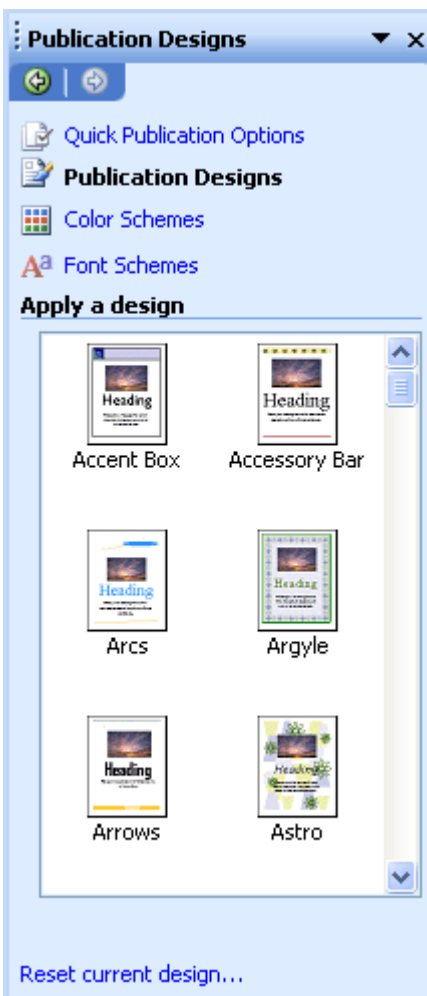 Publication Designs
Quick Publication Options
Publication Designs
Color Schemes
Aa Font Schemes
Apply a design
Heading
Heading
Accent Box
Accessory Bar
Heading
Heading
Arcs
Argyle
Heading
Heading
Arrows
Astro
Reset current design...